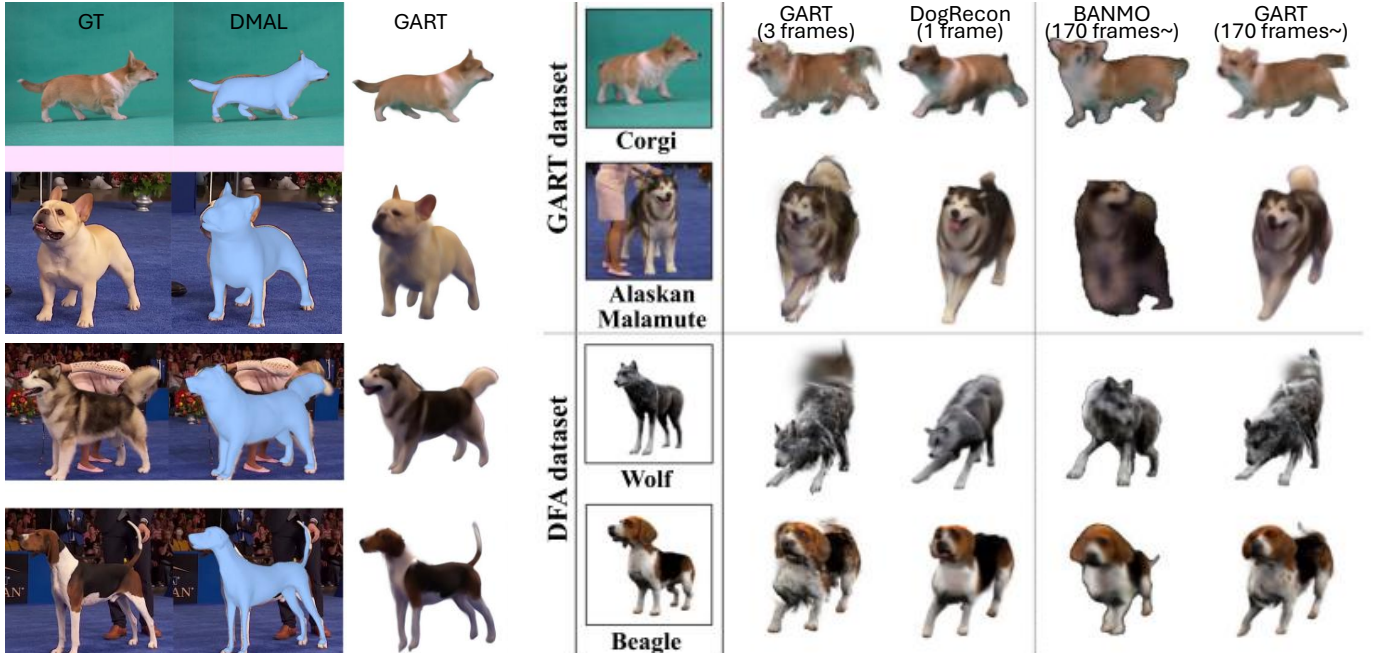 GT
DMAL
GART
GART
(3 frames)
DogRecon
(1 frame)
BANMO
(170 frames~)
GART
(170 frames~)
GART dataset
Corgi
Alaskan
Malamute
DFA dataset
Wolf
Beagle
AN"